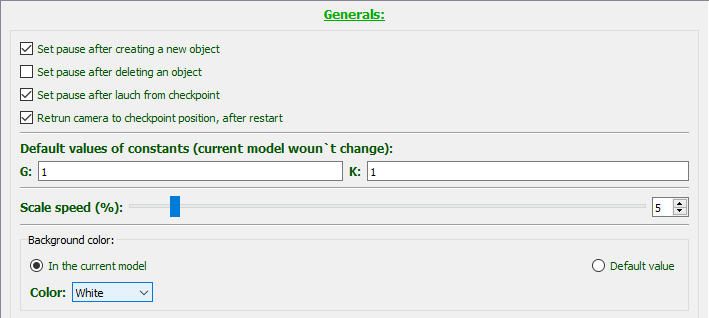 Generals:
Set pause after creating a new object
Set pause after deleting an object
Set pause after lauch from checkpoint
Retrun camera to checkpoint position, after restart
Default values of constants (current model woun`t change):
G: 1 K: 1
Scale speed (%): 5
Background color:
In the current model Default value
Color: White